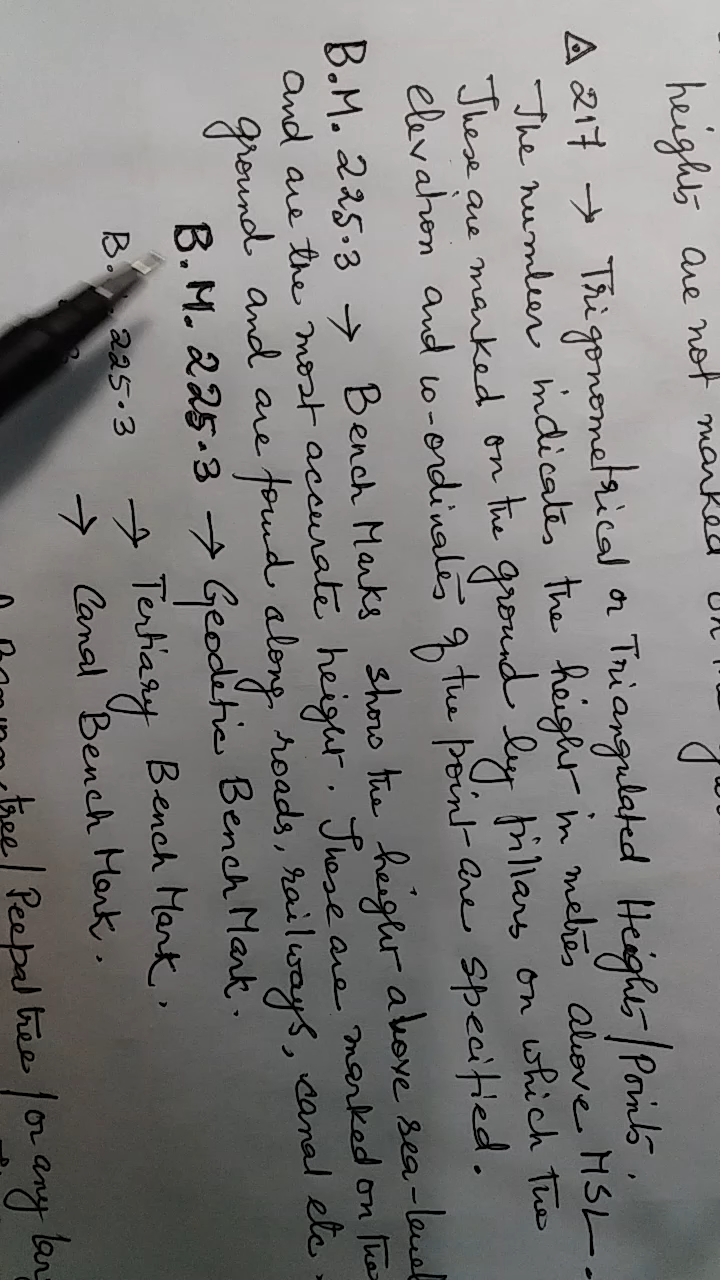 heights are not marked on the
△ 217 → Trigonometrical or Triangulated Heights/Points.
The number indicates the height in metres above MSL.
These are marked on the ground by pillars on which the
elevation and co-ordinates of the point are specified.
B.M. 225.3 → Bench Marks show the height above sea-level
and are the most accurate height. These are marked on the
ground and are found along roads, railways, canal etc.
B.M. 225.3 → Geodetic Bench Mark.
B. 225.3 → Tertiary Bench Mark.
→ Canal Bench Mark.
tree/Peepal tree/or any